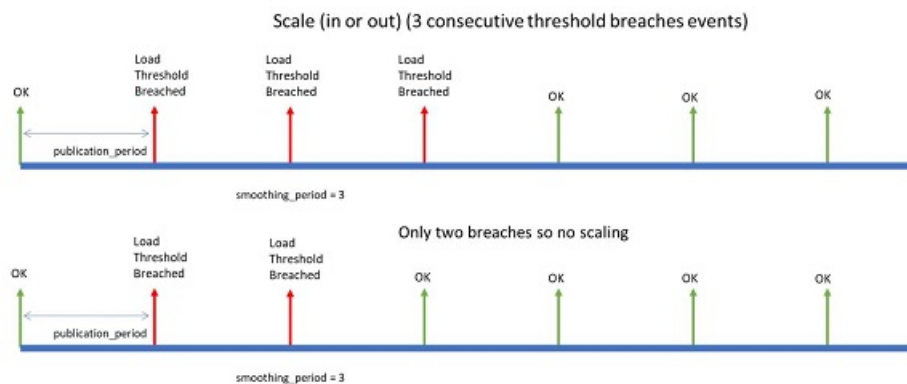 Scale (in or out) (3 consecutive threshold breaches events)
Load
Threshold
Breached
Load
Threshold
Breached
Load
Threshold
Breached
OK
OK
OK
OK
publication_period
smoothing_period = 3
Only two breaches so no scaling
Load
Threshold
Breached
Load
Threshold
Breached
OK
OK
OK
OK
OK
publication_period
smoothing_period = 3